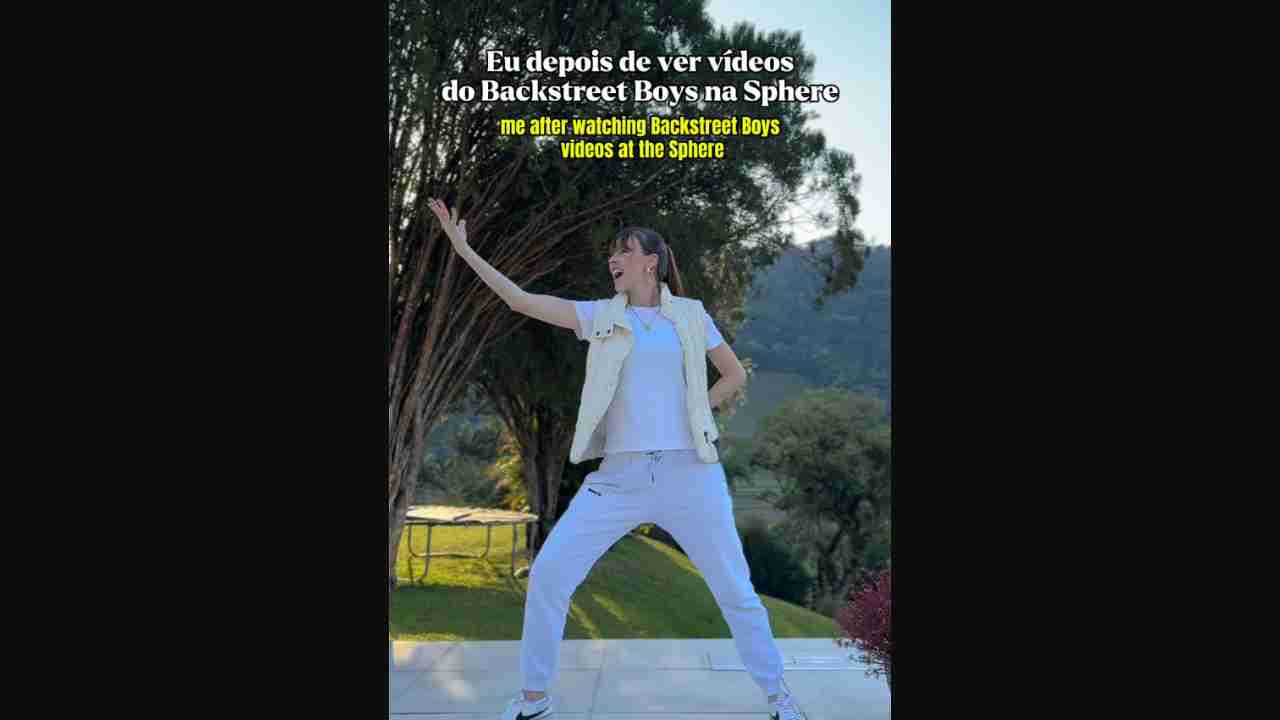 Eu depois de ver vídeos
do Backstreet Boys na Sphere
me after watching Backstreet Boys
videos at the Sphere